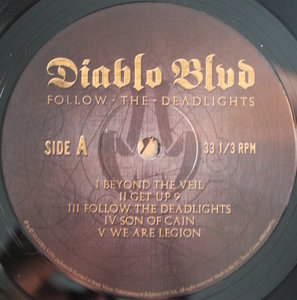 Diablo Blvd
FOLLOW · THE · DEADLIGHTS
SIDE A
33 1/3 RPM
I BEYOND THE VEIL
II GET UP 9
III FOLLOW THE DEADLIGHTS
IV SON OF CAIN
V WE ARE LEGION